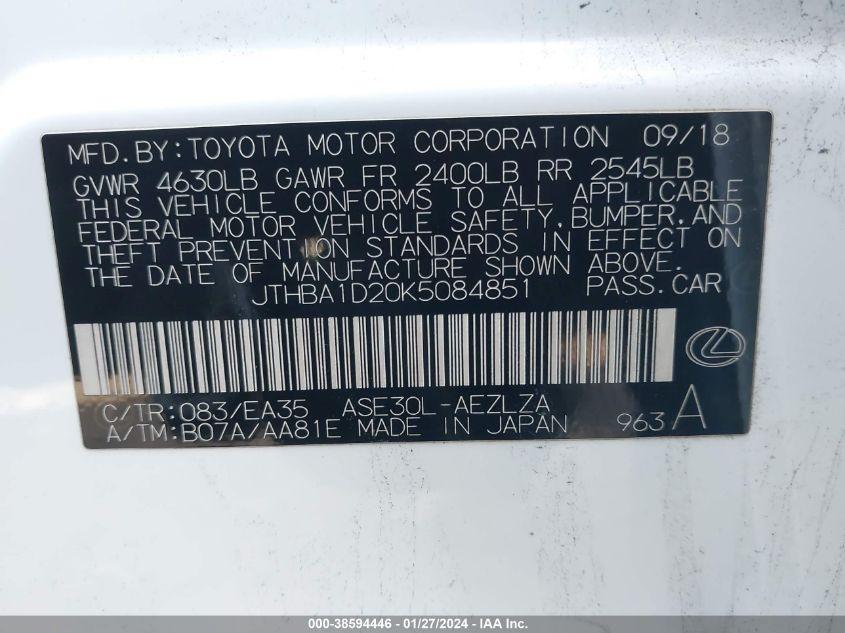 MFD.BY:TOYOTA MOTOR CORPORATION 09/18
GVWR 4630LB GAWR FR 2400LB RR 2545LB
THIS VEHICLE CONFORMS TO ALL APPLICABLE
FEDERAL MOTOR VEHICLE SAFETY,BUMPER,AND
THEFT PREVENTION STANDARDS IN EFFECT ON
THE DATE OF MANUFACTURE SHOWN ABOVE.
JTHBA1D20K5084851 PASS.CAR
C/TR:083/EA35 ASE30L-AEZLZA
A/TM:B07A/AA81E MADE IN JAPAN 963A
000-38594446 - 01/27/2024 - IAA Inc.